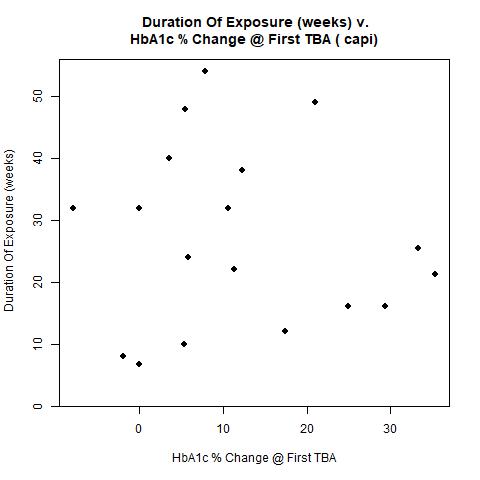 Duration Of Exposure (weeks) v.
HbA1c % Change @ First TBA ( capi)
Duration Of Exposure (weeks)
50
40
30
20
10
0
0 10 20 30
HbA1c % Change @ First TBA